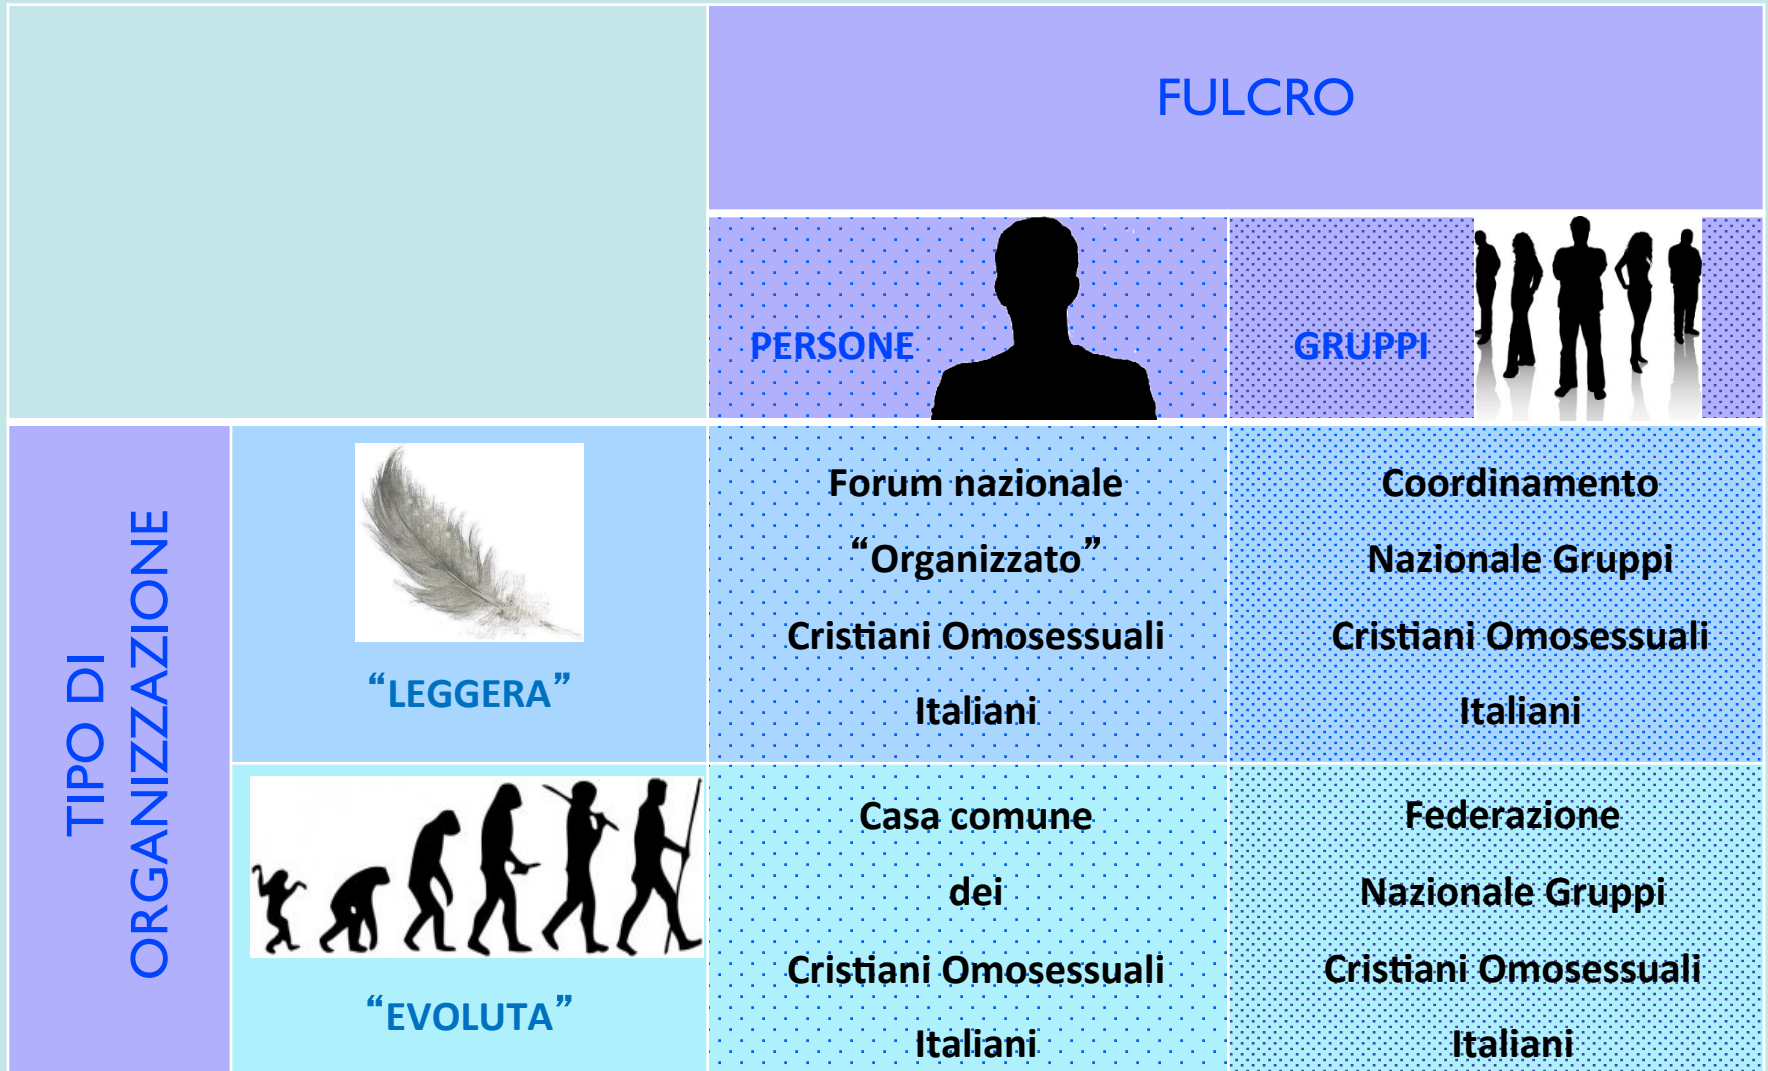 FULCRO
PERSONE
GRUPPI
TIPO DI
ORGANIZZAZIONE
“LEGGERA”
Forum nazionale
“Organizzato”
Cristiani Omosessuali
Italiani
Coordinamento
Nazionale Gruppi
Cristiani Omosessuali
Italiani
“EVOLUTA”
Casa comune
dei
Cristiani Omosessuali
Italiani
Federazione
Nazionale Gruppi
Cristiani Omosessuali
Italiani